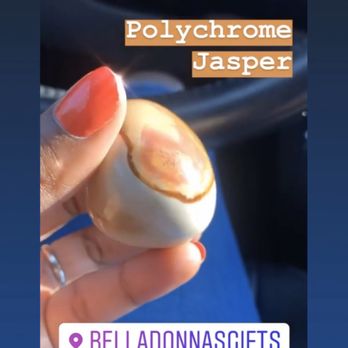 Polychrome
Jasper
BELLADONNASGIFTS